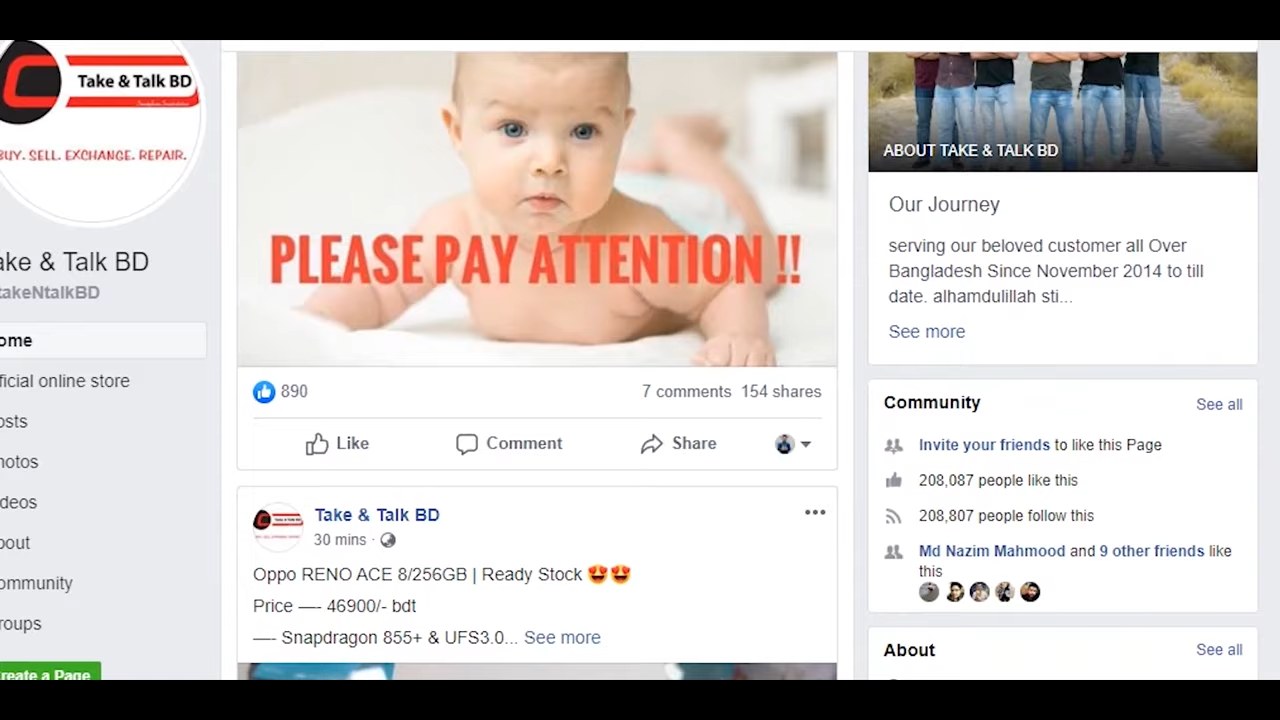 Take & Talk BD
BUY. SELL. EXCHANGE. REPAIR.
ake & Talk BD
takeNtalkBD
ome
ficial online store
osts
hotos
ideos
bout
ommunity
roups
reate a Page
PLEASE PAY ATTENTION !!
890
7 comments 154 shares
Like Comment Share
Take & Talk BD
30 mins ·
Oppo RENO ACE 8/256GB | Ready Stock 😍😍
Price —- 46900/- bdt
—- Snapdragon 855+ & UFS3.0... See more
ABOUT TAKE & TALK BD
Our Journey
serving our beloved customer all Over
Bangladesh Since November 2014 to till
date. alhamdulillah sti...
See more
Community See all
Invite your friends to like this Page
208,087 people like this
208,807 people follow this
Md Nazim Mahmood and 9 other friends like
this
About See all